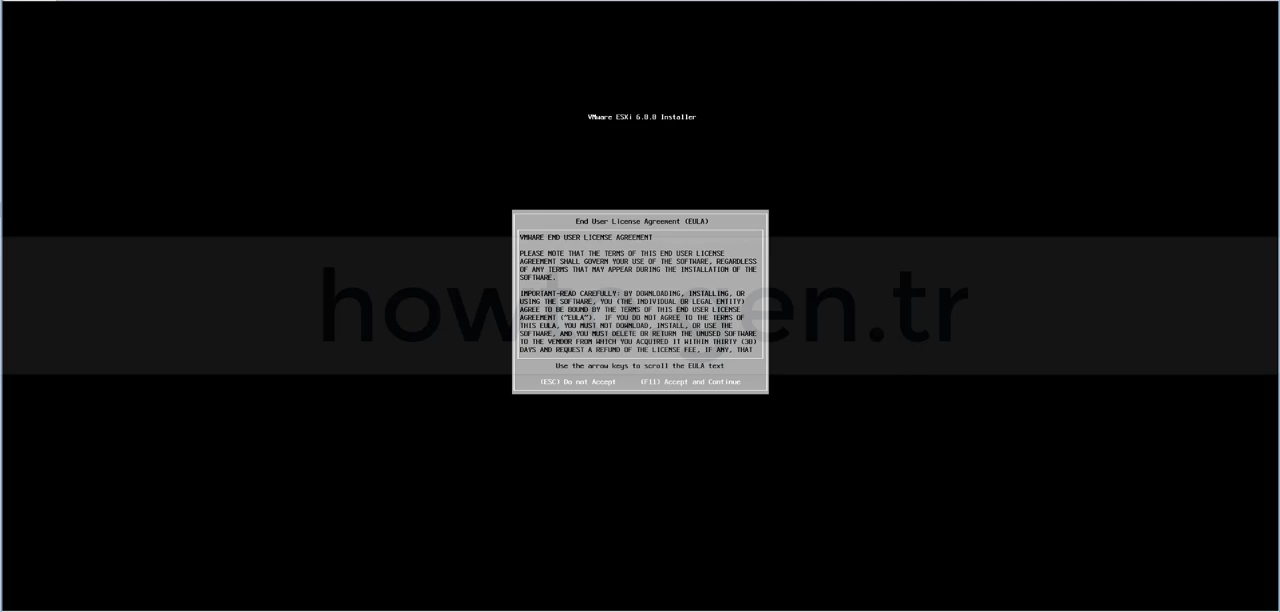 VMware ESXi 6.0.0 Installer
End User License Agreement (EULA)
VMWARE END USER LICENSE AGREEMENT
PLEASE NOTE THAT THE TERMS OF THIS END USER LICENSE
AGREEMENT SHALL GOVERN YOUR USE OF THE SOFTWARE, REGARDLESS
OF ANY TERMS THAT MAY APPEAR DURING THE INSTALLATION OF THE
SOFTWARE.
IMPORTANT-READ CAREFULLY: BY DOWNLOADING, INSTALLING, OR
USING THE SOFTWARE, YOU (THE INDIVIDUAL OR LEGAL ENTITY)
AGREE TO BE BOUND BY THE TERMS OF THIS END USER LICENSE
AGREEMENT ("EULA"). IF YOU DO NOT AGREE TO THE TERMS OF
THIS EULA, YOU MUST NOT DOWNLOAD, INSTALL, OR USE THE
SOFTWARE, AND YOU MUST DELETE OR RETURN THE UNUSED SOFTWARE
TO THE VENDOR FROM WHICH YOU ACQUIRED IT WITHIN THIRTY (30)
DAYS AND REQUEST A REFUND OF THE LICENSE FEE, IF ANY, THAT
Use the arrow keys to scroll the EULA text
(ESC) Do not Accept (F11) Accept and Continue